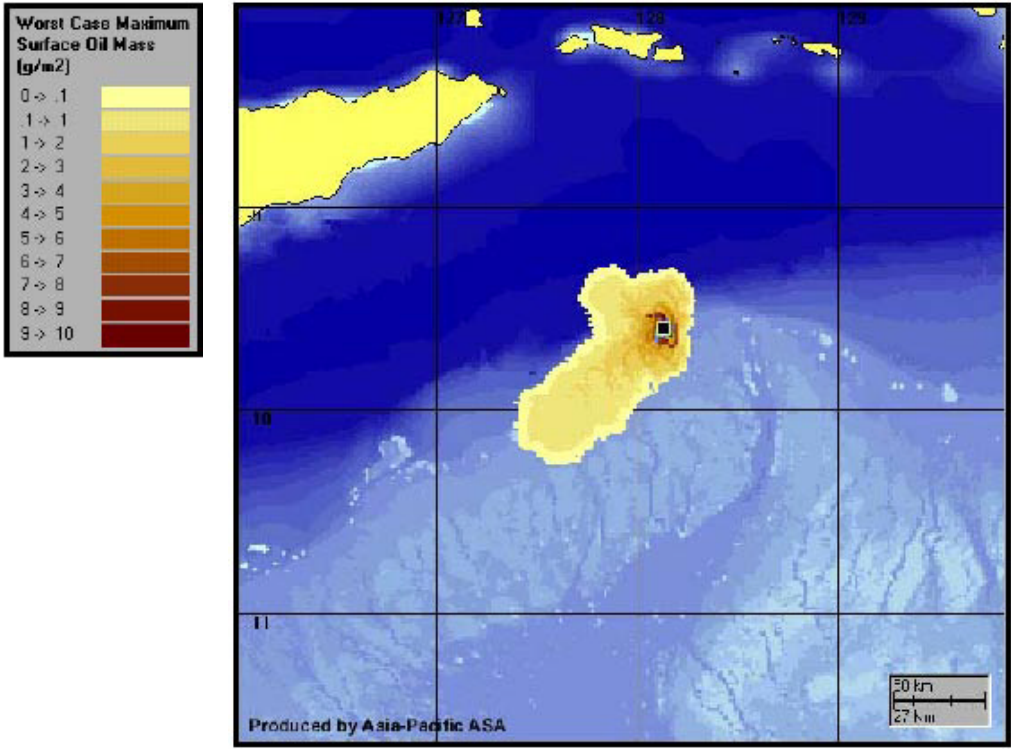 Worst Case Maximum
Surface Oil Mass
(g/m2)
0 -> .1
.1 -> 1
1 -> 2
2 -> 3
3 -> 4
4 -> 5
5 -> 6
6 -> 7
7 -> 8
8 -> 9
9 -> 10
127 128 129
10
11
Produced by Asia-Pacific ASA
50 km
27 nm